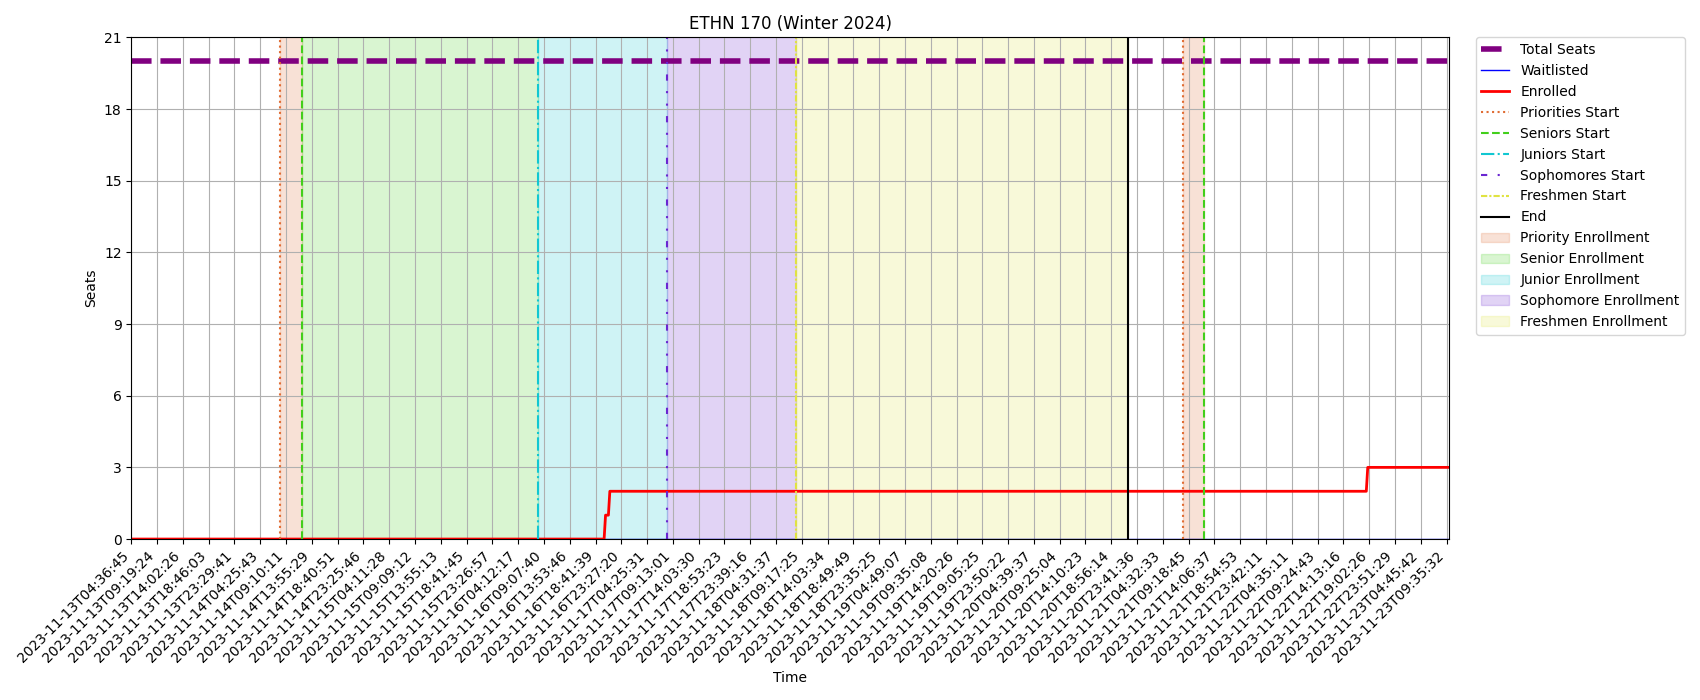 ETHN 170 (Winter 2024)
21
18
15
12
9
6
3
0
Seats
2023-11-13T04:36:45
2023-11-13T09:19:24
2023-11-13T14:02:26
2023-11-13T18:46:03
2023-11-13T23:29:41
2023-11-14T04:25:43
2023-11-14T09:10:11
2023-11-14T13:55:29
2023-11-14T18:40:51
2023-11-14T23:25:46
2023-11-15T04:11:28
2023-11-15T09:09:12
2023-11-15T13:55:13
2023-11-15T18:41:45
2023-11-15T23:26:57
2023-11-16T04:12:17
2023-11-16T09:07:40
2023-11-16T13:53:46
2023-11-16T18:41:39
2023-11-16T23:27:20
2023-11-17T04:25:31
2023-11-17T09:13:01
2023-11-17T14:03:30
2023-11-17T18:53:23
2023-11-17T23:39:16
2023-11-18T04:31:37
2023-11-18T09:17:25
2023-11-18T14:03:34
2023-11-18T18:49:49
2023-11-18T23:35:25
2023-11-19T04:49:07
2023-11-19T09:35:08
2023-11-19T14:20:26
2023-11-19T19:05:25
2023-11-19T23:50:22
2023-11-20T04:39:37
2023-11-20T09:25:04
2023-11-20T14:10:23
2023-11-20T18:56:14
2023-11-20T23:41:36
2023-11-21T04:32:33
2023-11-21T09:18:45
2023-11-21T14:06:37
2023-11-21T18:54:53
2023-11-21T23:42:11
2023-11-22T04:35:11
2023-11-22T09:24:43
2023-11-22T14:13:16
2023-11-22T19:02:26
2023-11-22T23:51:29
2023-11-23T04:45:42
2023-11-23T09:35:32
Time
Total Seats
Waitlisted
Enrolled
Priorities Start
Seniors Start
Juniors Start
Sophomores Start
Freshmen Start
End
Priority Enrollment
Senior Enrollment
Junior Enrollment
Sophomore Enrollment
Freshmen Enrollment